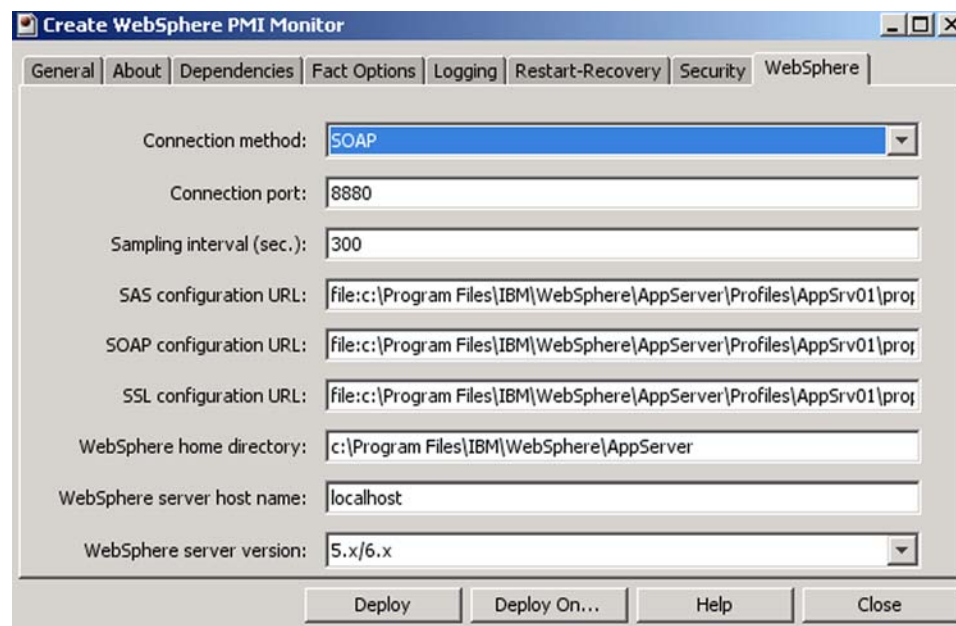 Create WebSphere PMI Monitor
General About Dependencies Fact Options Logging Restart-Recovery Security WebSphere
Connection method: SOAP
Connection port: 8880
Sampling interval (sec.): 300
SAS configuration URL: file:c:\Program Files\IBM\WebSphere\AppServer\Profiles\AppSrv01\prop
SOAP configuration URL: file:c:\Program Files\IBM\WebSphere\AppServer\Profiles\AppSrv01\prop
SSL configuration URL: file:c:\Program Files\IBM\WebSphere\AppServer\Profiles\AppSrv01\prop
WebSphere home directory: c:\Program Files\IBM\WebSphere\AppServer
WebSphere server host name: localhost
WebSphere server version: 5.x/6.x
Deploy Deploy On... Help Close